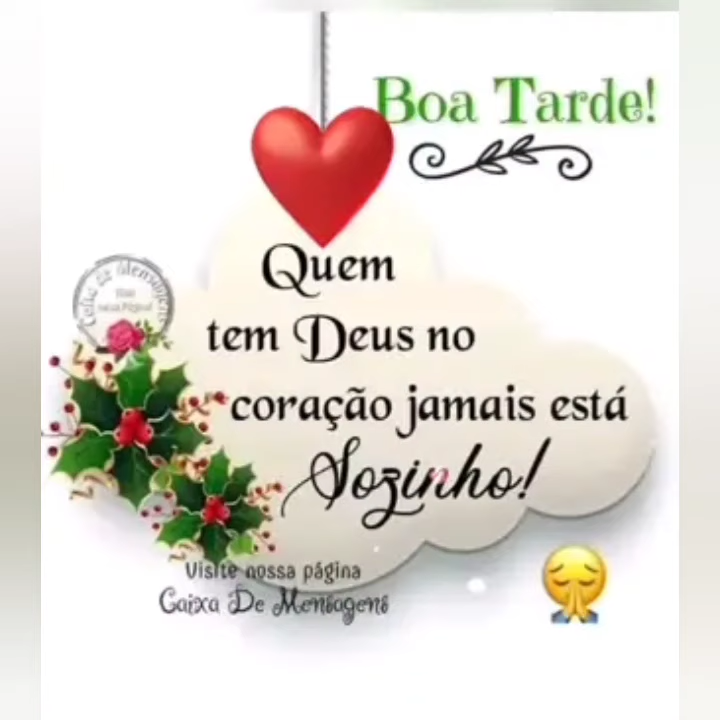 Boa Tarde!
Quem
tem Deus no
coração jamais está
Sozinho!
Visite nossa página
Caixa De Mensagens